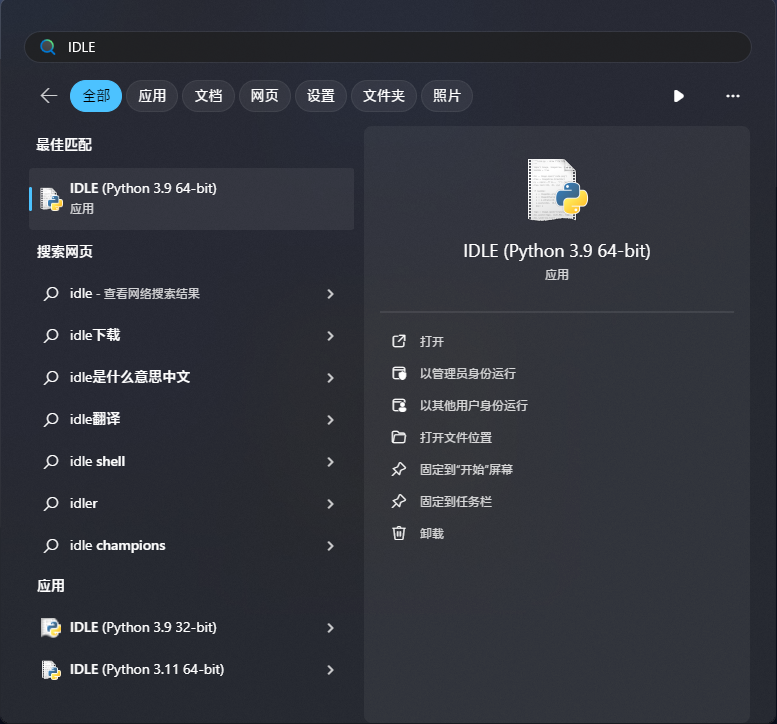 IDLE
全部 应用 文档 网页 设置 文件夹 照片
最佳匹配
IDLE (Python 3.9 64-bit)
应用
搜索网页
idle - 查看网络搜索结果
idle下载
idle是什么意思中文
idle翻译
idle shell
idler
idle champions
应用
IDLE (Python 3.9 32-bit)
IDLE (Python 3.11 64-bit)
IDLE (Python 3.9 64-bit)
应用
打开
以管理员身份运行
以其他用户身份运行
打开文件位置
固定到"开始"屏幕
固定到任务栏
卸载